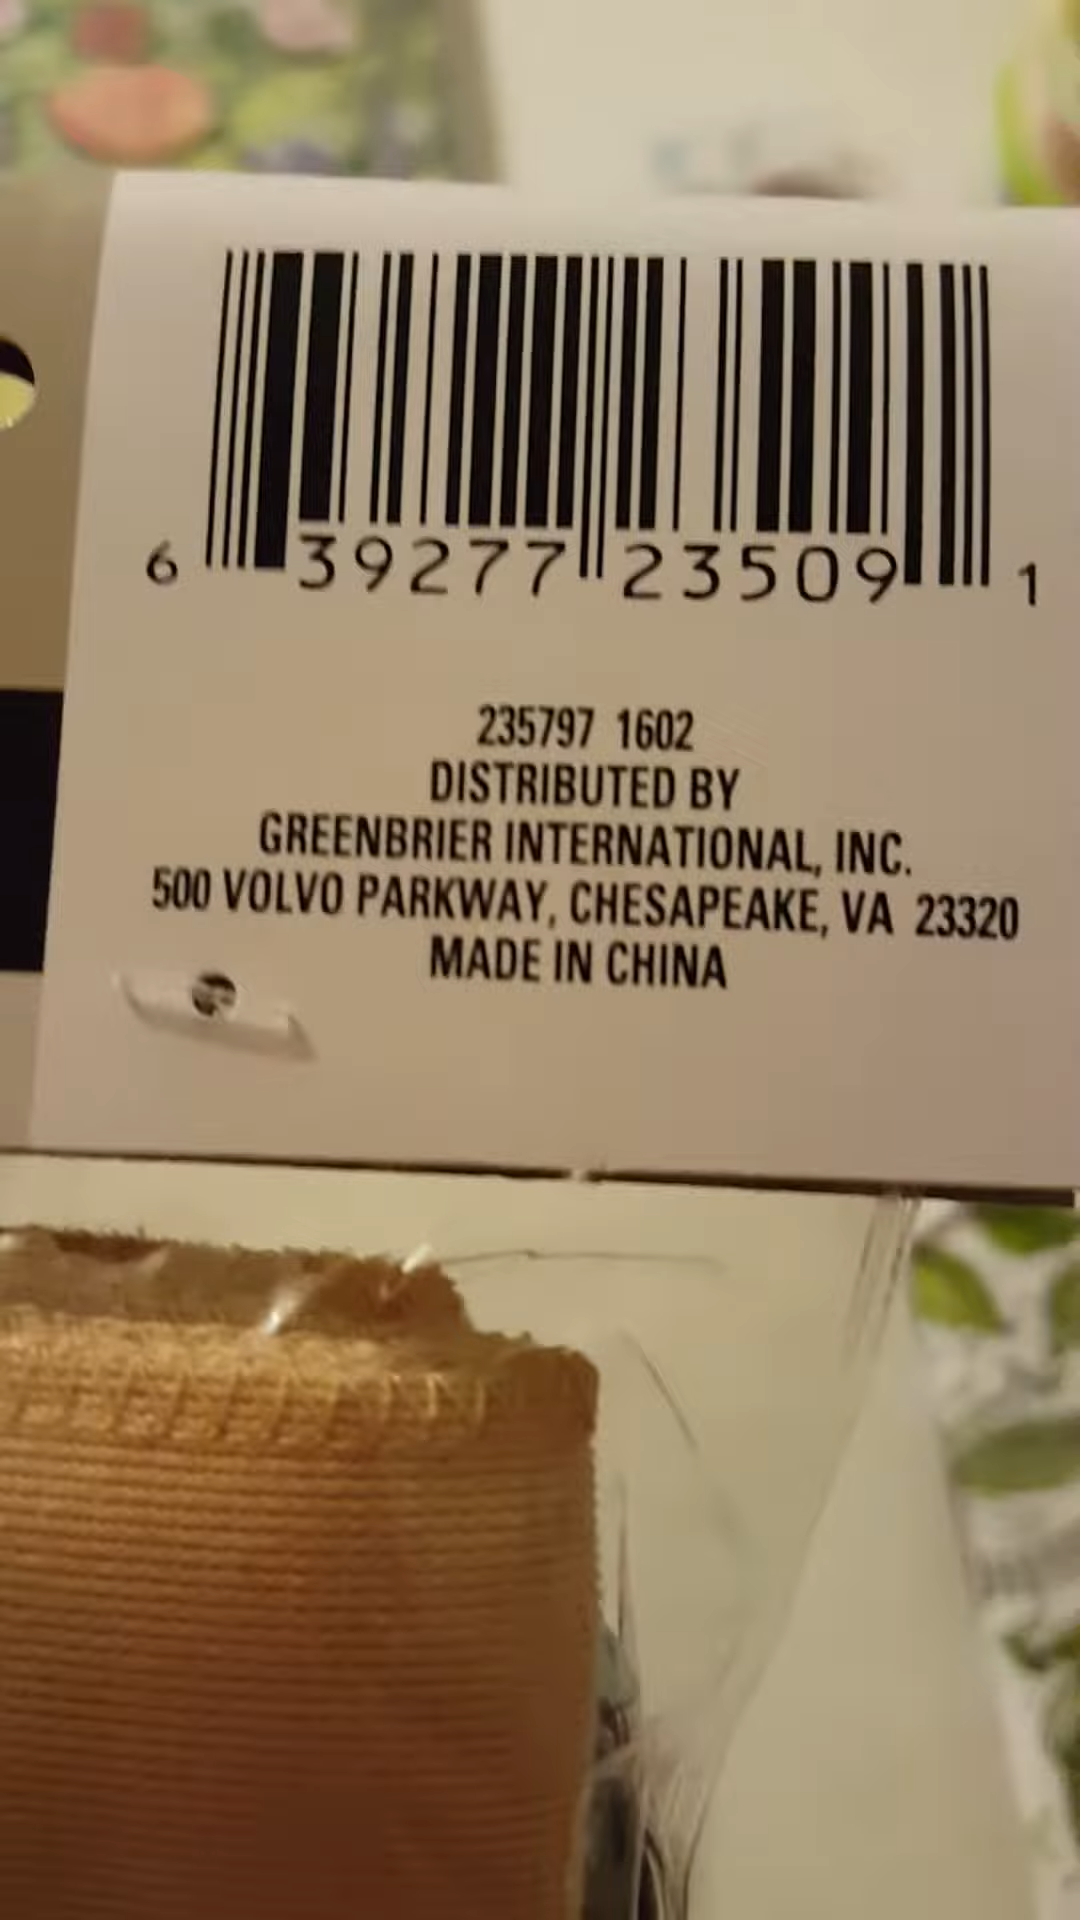 6 39277 23509 1
235797 1602
DISTRIBUTED BY
GREENBRIER INTERNATIONAL, INC.
500 VOLVO PARKWAY, CHESAPEAKE, VA 23320
MADE IN CHINA